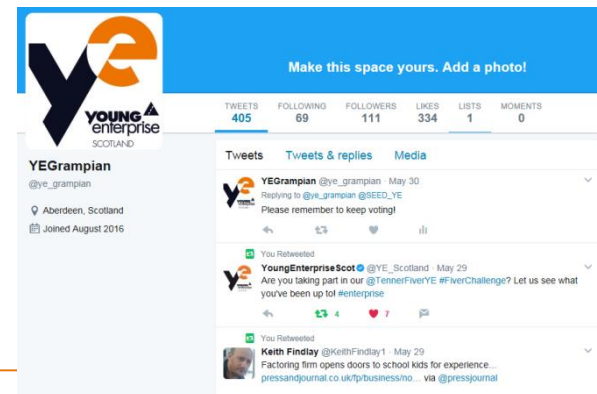 Make this space yours. Add a photo!
ye
YOUNG
enterprise
SCOTLAND
TWEETS FOLLOWING FOLLOWERS LIKES LISTS MOMENTS
405 69 111 334 1 0
YEGrampian
@ye_grampian
Aberdeen, Scotland
Joined August 2016
Tweets Tweets & replies Media
YEGrampian @ye_grampian · May 30
Replying to @ye_grampian @SEED_YE
Please remember to keep voting!
You Retweeted
YoungEnterpriseScot @YE_Scotland · May 29
Are you taking part in our @TennerFiverYE #FiverChallenge? Let us see what
you've been up to! #enterprise
4 7
You Retweeted
Keith Findlay @KeithFindlay1 · May 29
Factoring firm opens doors to school kids for experience...
pressandjournal.co.uk/fp/business/no... via @pressjournal